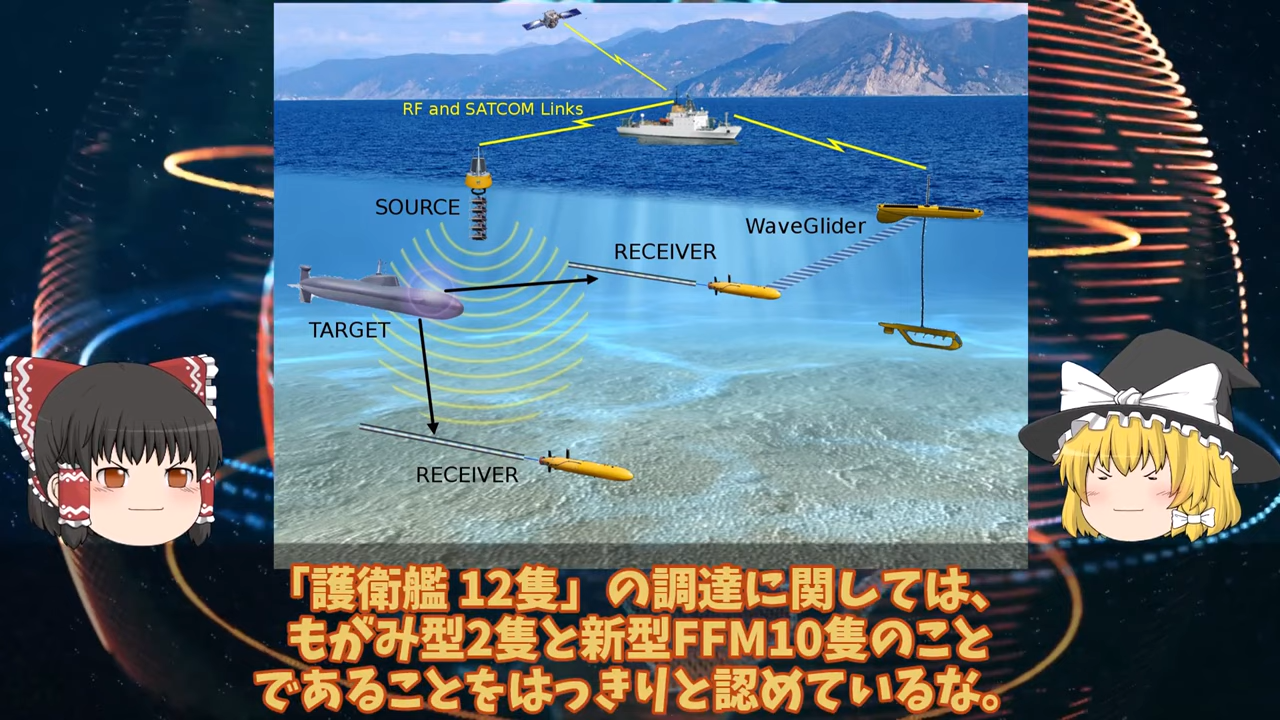 RF and SATCOM Links
SOURCE
WaveGlider
RECEIVER
TARGET
RECEIVER
「護衛艦 12隻」の調達に関しては、
もがみ型2隻と新型FFM10隻のこと
であることをはっきりと認めているな。